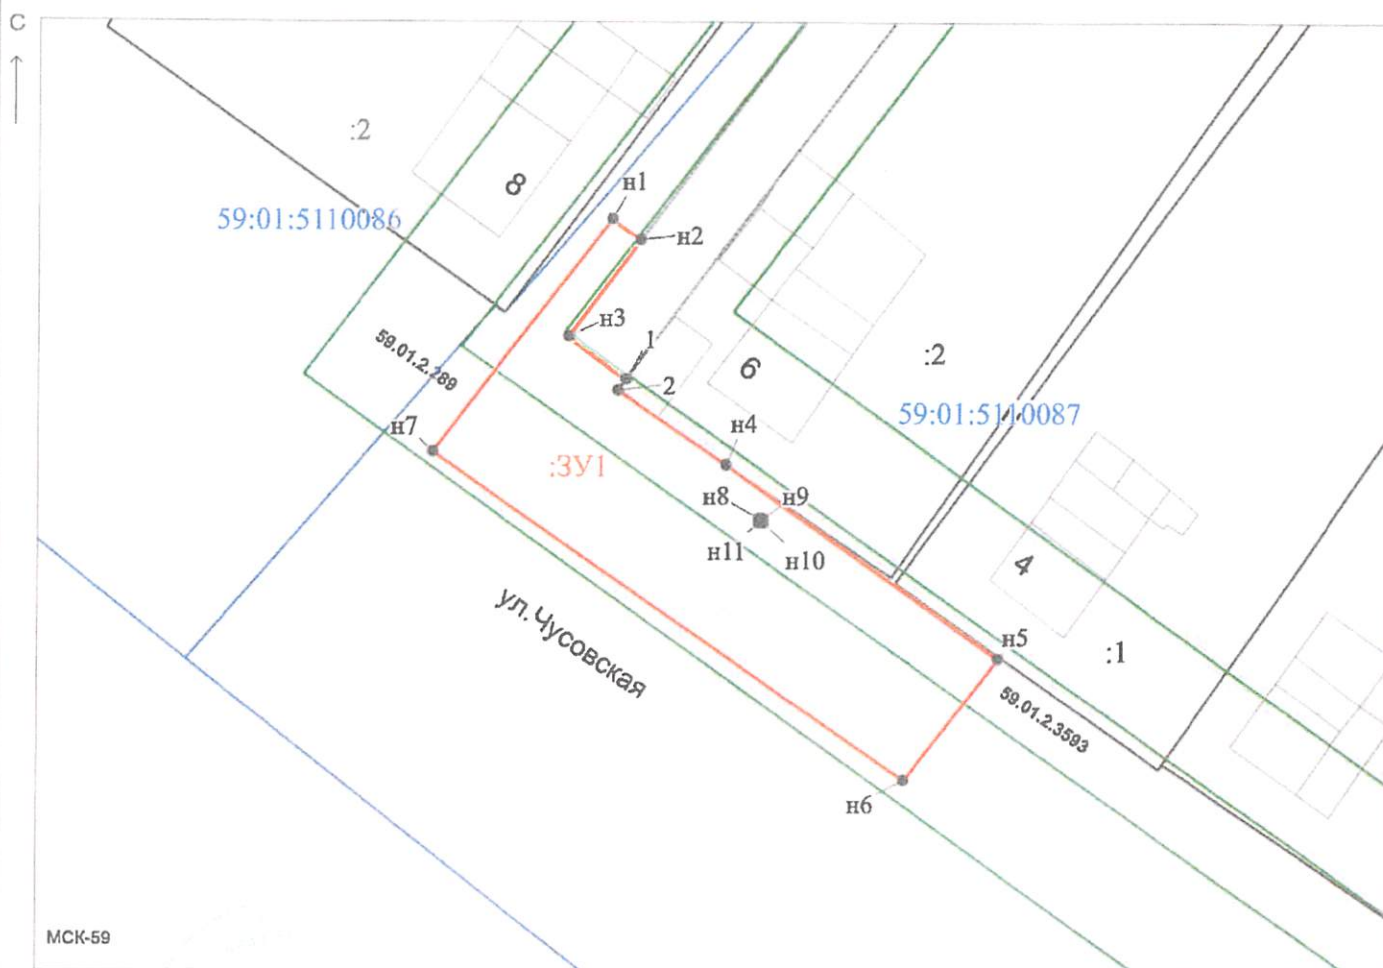 С
:2
8
н1
59:01:5110086
н2
н3
1
59.01.2.289
2
6
:2
59:01:5110087
н7
н4
:ЗУ1
н8
н9
н11
н10
4
ул. Чусовская
н5
:1
59.01.2.3593
н6
МСК-59